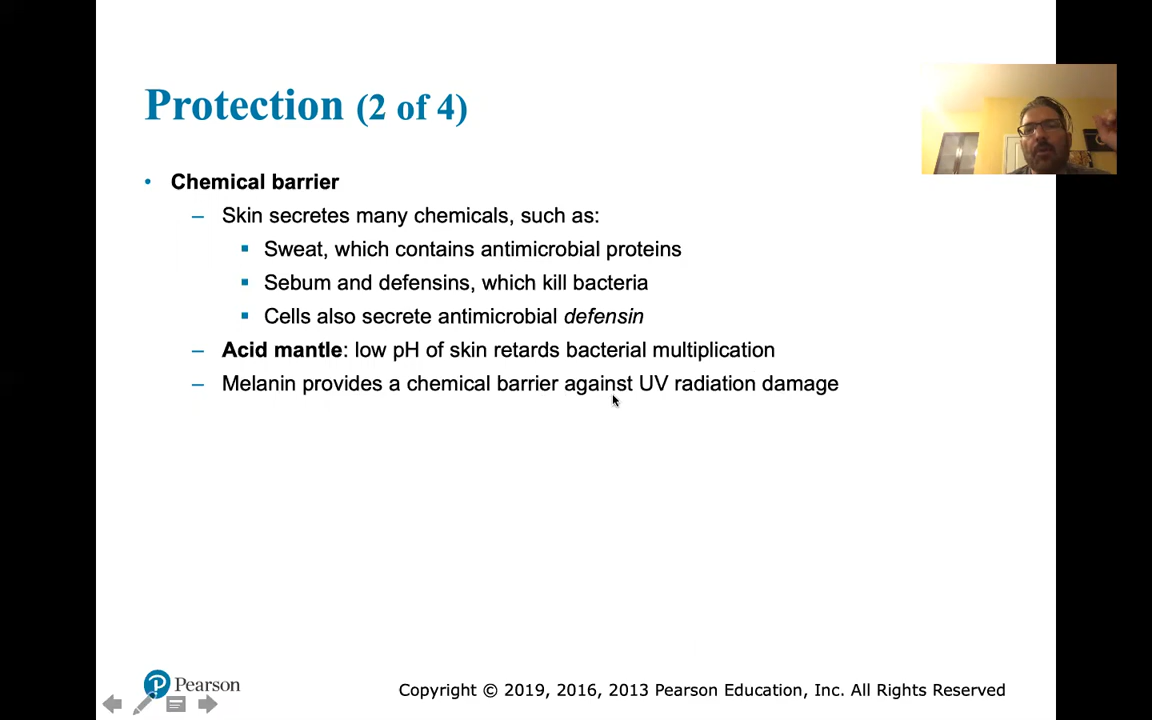 Protection (2 of 4)
• Chemical barrier
– Skin secretes many chemicals, such as:
▪ Sweat, which contains antimicrobial proteins
▪ Sebum and defensins, which kill bacteria
▪ Cells also secrete antimicrobial defensin
– Acid mantle: low pH of skin retards bacterial multiplication
– Melanin provides a chemical barrier against UV radiation damage
P Pearson
Copyright © 2019, 2016, 2013 Pearson Education, Inc. All Rights Reserved